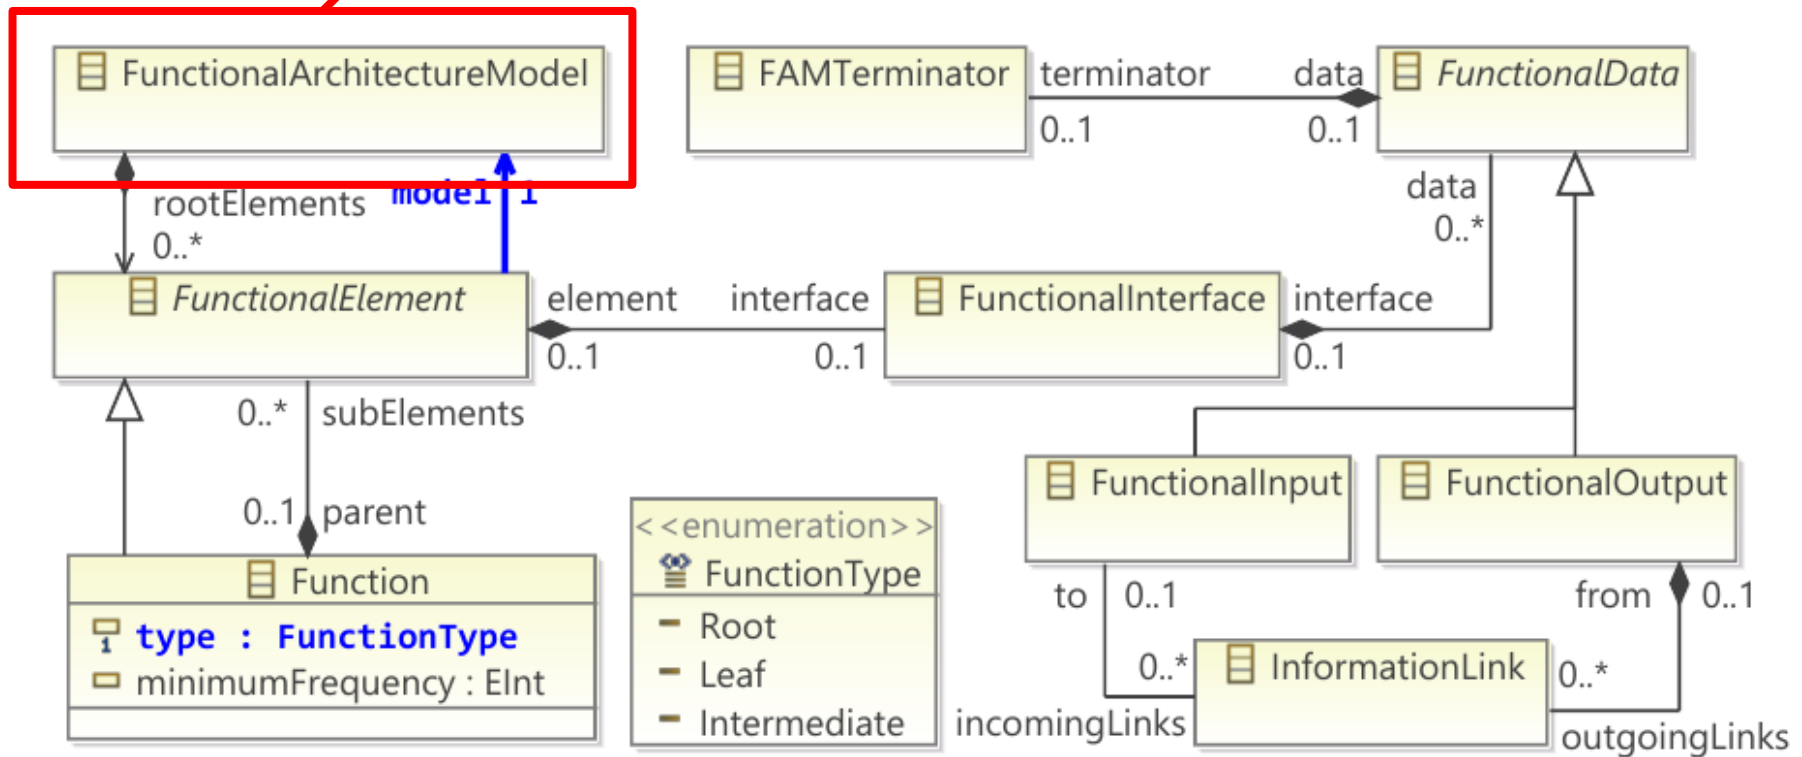 FunctionalArchitectureModel
FAMTerminator
terminator
data
FunctionalData
0..1
0..1
rootElements
model 1
0..*
data
0..*
FunctionalElement
element
interface
FunctionalInterface
interface
0..1
0..1
0..1
0..*
subElements
0..1
parent
FunctionalInput
FunctionalOutput
<<enumeration>>
FunctionType
Root
Leaf
Intermediate
Function
1
type : FunctionType
minimumFrequency : EInt
to
0..1
from
0..1
0..*
InformationLink
0..*
incomingLinks
outgoingLinks